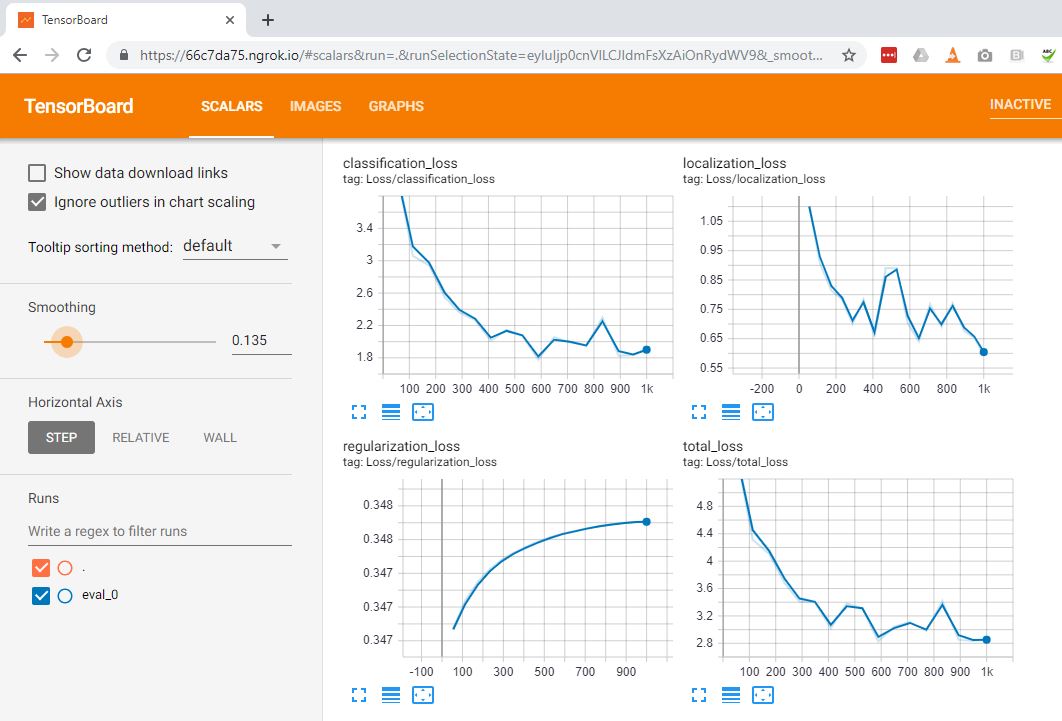 TensorBoard
https://66c7da75.ngrok.io/#scalars&run=.&runSelectionState=eyIuIjp0cnVlLCJldmFsXzAiOnRydWV9&_smoot...
TensorBoard
SCALARS
IMAGES
GRAPHS
INACTIVE
Show data download links
Ignore outliers in chart scaling
Tooltip sorting method: default
Smoothing
0.135
Horizontal Axis
STEP RELATIVE WALL
Runs
Write a regex to filter runs
.
eval_0
classification_loss
tag: Loss/classification_loss
3.4
3
2.6
2.2
1.8
100 200 300 400 500 600 700 800 900 1k
localization_loss
tag: Loss/localization_loss
1.05
0.95
0.85
0.75
0.65
0.55
-200 0 200 400 600 800 1k
regularization_loss
tag: Loss/regularization_loss
0.348
0.348
0.347
0.347
0.347
-100 100 300 500 700 900
total_loss
tag: Loss/total_loss
4.8
4.4
4
3.6
3.2
2.8
100 200 300 400 500 600 700 800 900 1k